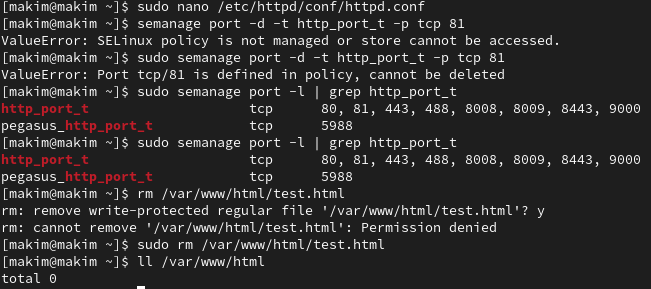 [makim@makim ~]$ sudo nano /etc/httpd/conf/httpd.conf
[makim@makim ~]$ semanage port -d -t http_port_t -p tcp 81
ValueError: SELinux policy is not managed or store cannot be accessed.
[makim@makim ~]$ sudo semanage port -d -t http_port_t -p tcp 81
ValueError: Port tcp/81 is defined in policy, cannot be deleted
[makim@makim ~]$ sudo semanage port -l | grep http_port_t
http_port_t                    tcp      80, 81, 443, 488, 8008, 8009, 8443, 9000
pegasus_http_port_t            tcp      5988
[makim@makim ~]$ sudo semanage port -l | grep http_port_t
http_port_t                    tcp      80, 81, 443, 488, 8008, 8009, 8443, 9000
pegasus_http_port_t            tcp      5988
[makim@makim ~]$ rm /var/www/html/test.html
rm: remove write-protected regular file '/var/www/html/test.html'? y
rm: cannot remove '/var/www/html/test.html': Permission denied
[makim@makim ~]$ sudo rm /var/www/html/test.html
[makim@makim ~]$ ll /var/www/html
total 0